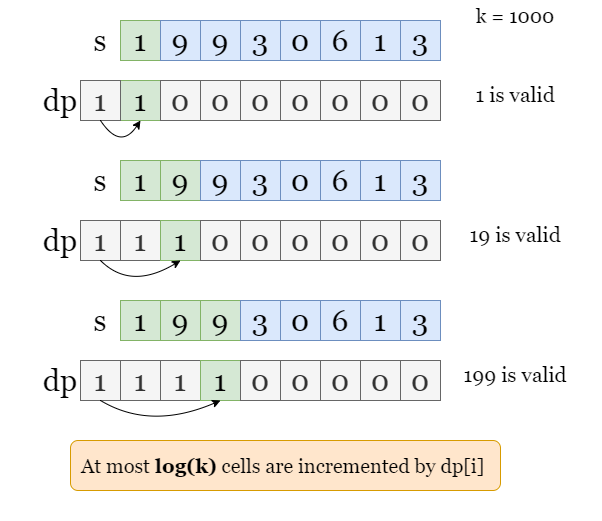 k = 1000
s 1 9 9 3 0 6 1 3
dp 1 1 0 0 0 0 0 0 0
1 is valid
s 1 9 9 3 0 6 1 3
dp 1 1 1 0 0 0 0 0 0
19 is valid
s 1 9 9 3 0 6 1 3
dp 1 1 1 1 0 0 0 0 0
199 is valid
At most log(k) cells are incremented by dp[i]